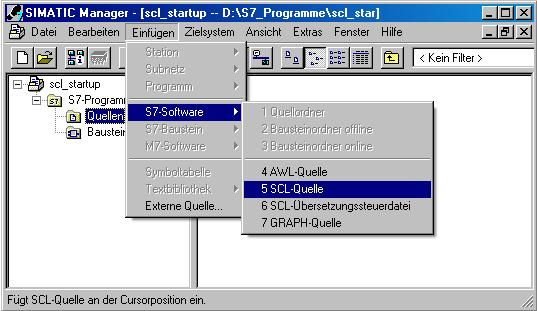 SIMATIC Manager - [scl_startup -- D:\S7_Programme\scl_star]
Datei Bearbeiten Einfügen Zielsystem Ansicht Extras Fenster Hilfe
< Kein Filter >
scl_startup
S7-Program
Quellen
Baustein
Station
Subnetz
Programm
S7-Software
S7-Baustein
M7-Software
Symboltabelle
Textbibliothek
Externe Quelle...
1 Quellordner
2 Bausteinordner offline
3 Bausteinordner online
4 AWL-Quelle
5 SCL-Quelle
6 SCL-Übersetzungssteuerdatei
7 GRAPH-Quelle
Fügt SCL-Quelle an der Cursorposition ein.